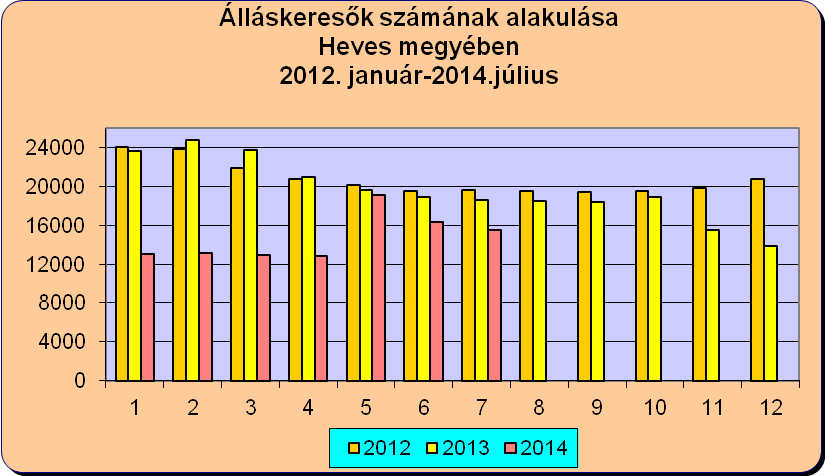 Álláskeresők számának alakulása
Heves megyében
2012. január-2014.július
24000
20000
16000
12000
8000
4000
0
1 2 3 4 5 6 7 8 9 10 11 12
2012 2013 2014